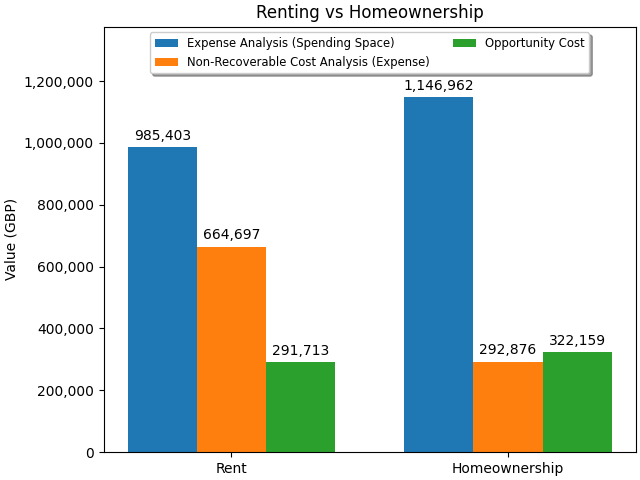 Renting vs Homeownership
Expense Analysis (Spending Space)
Non-Recoverable Cost Analysis (Expense)
Opportunity Cost
Value (GBP)
1,200,000
1,000,000
800,000
600,000
400,000
200,000
0
985,403
664,697
291,713
1,146,962
292,876
322,159
Rent
Homeownership